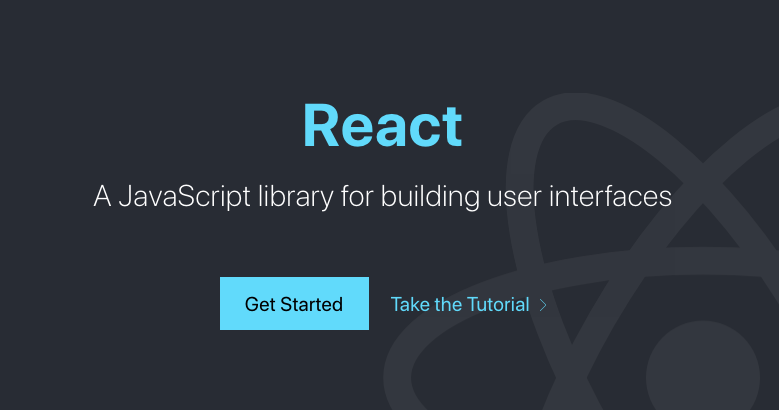 React
A JavaScript library for building user interfaces
Get Started
Take the Tutorial